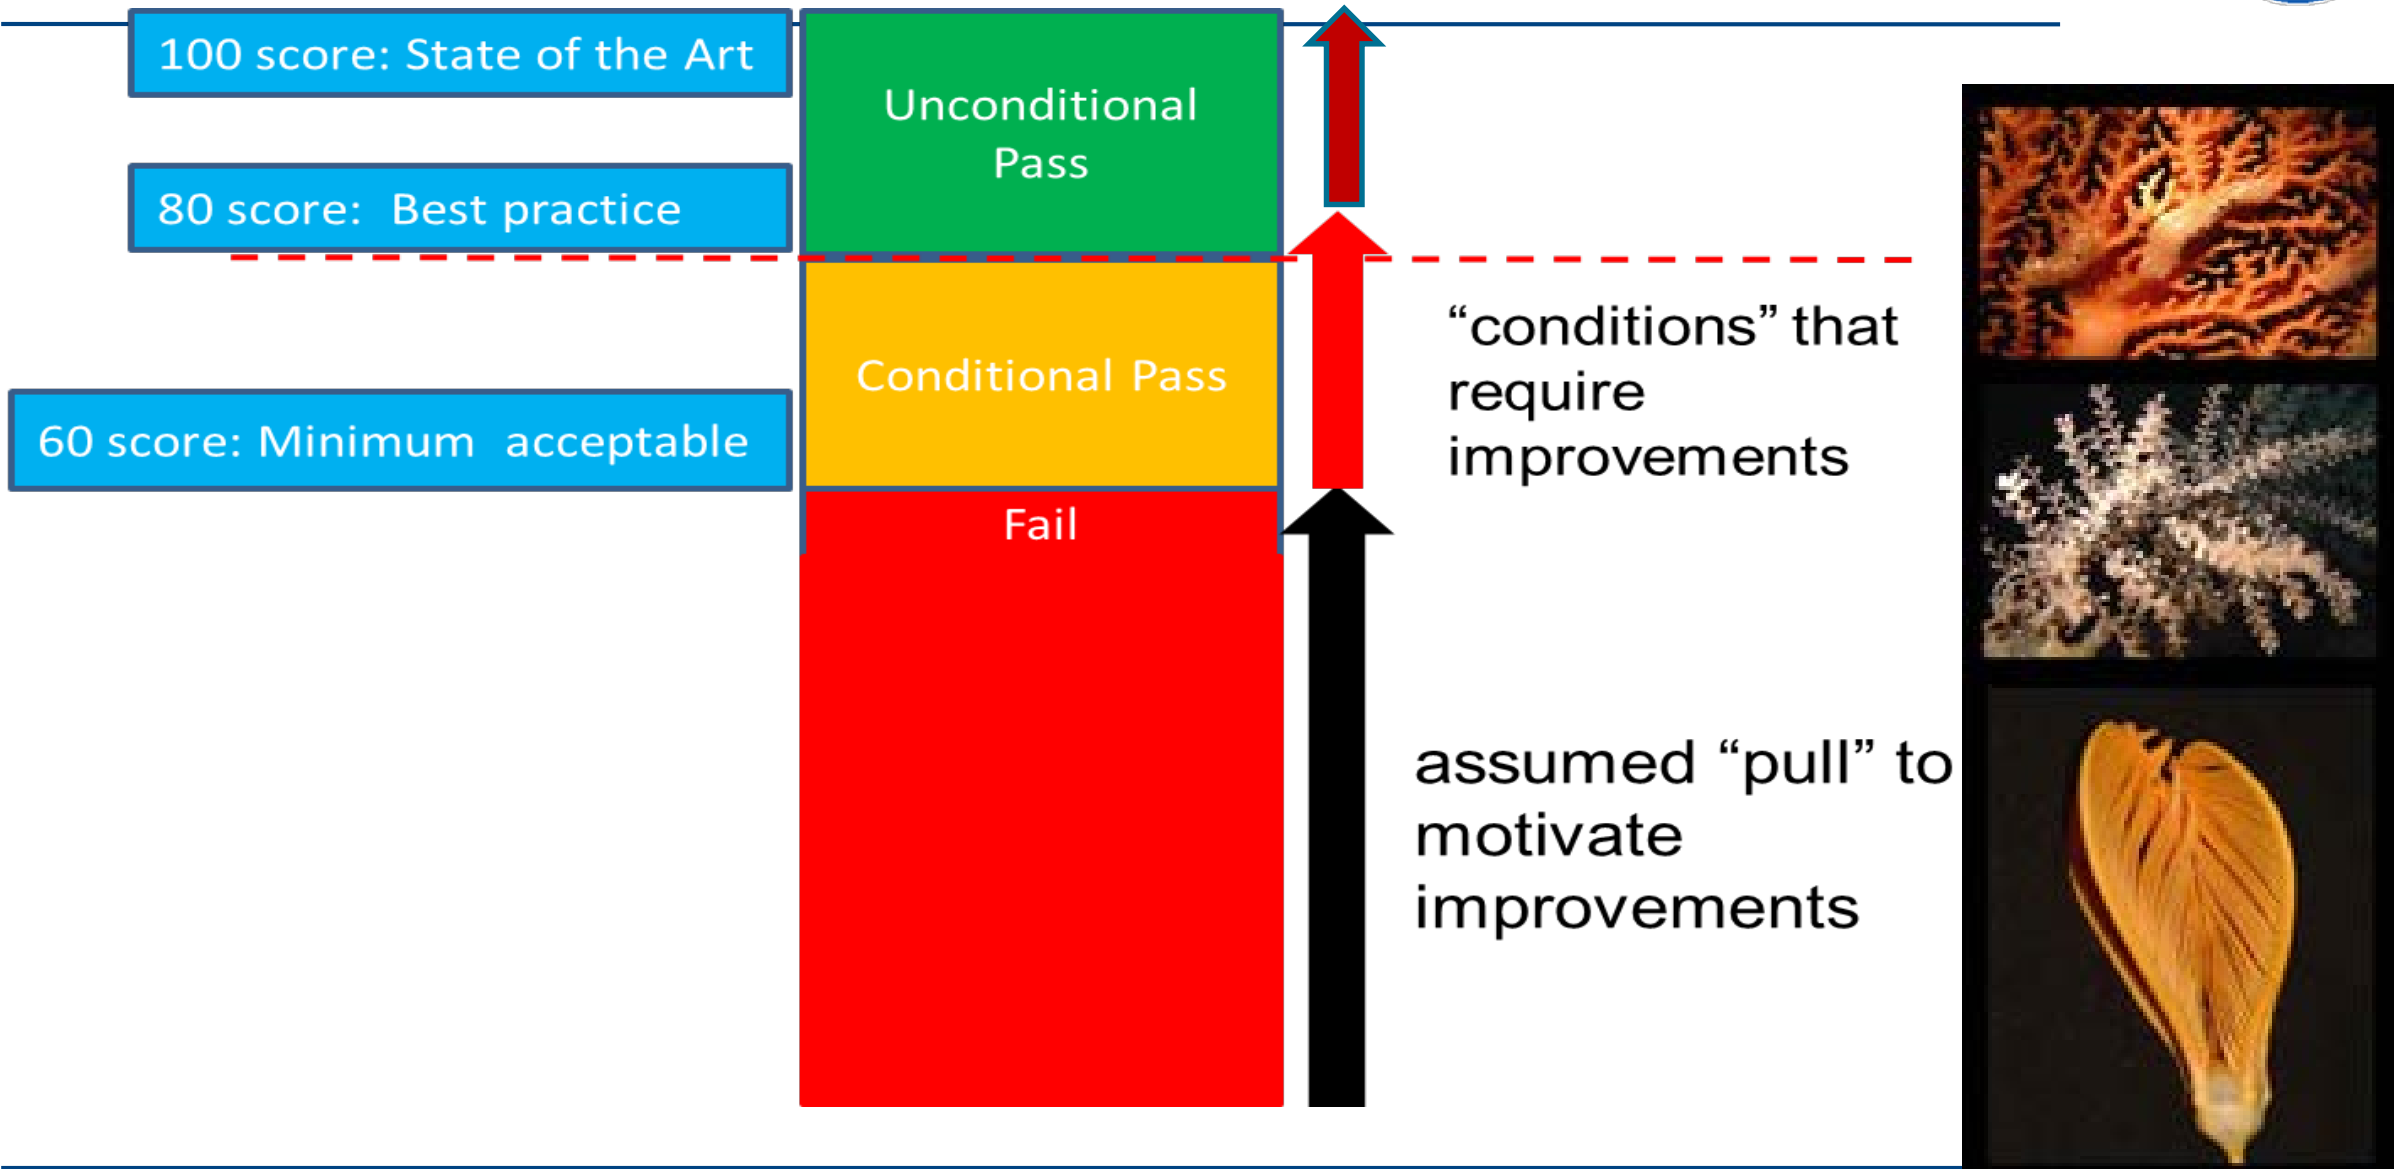 100 score: State of the Art
Unconditional
Pass
80 score:  Best practice
“conditions” that
require
improvements
Conditional Pass
60 score: Minimum  acceptable
Fail
assumed “pull” to
motivate
improvements